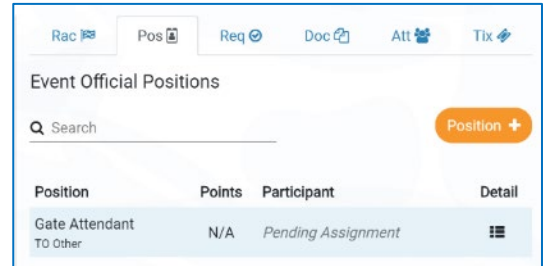 Rac Pos Req Doc Att Tix
Event Official Positions
Search Position +
Position Points Participant Detail
Gate Attendant N/A Pending Assignment
TO Other